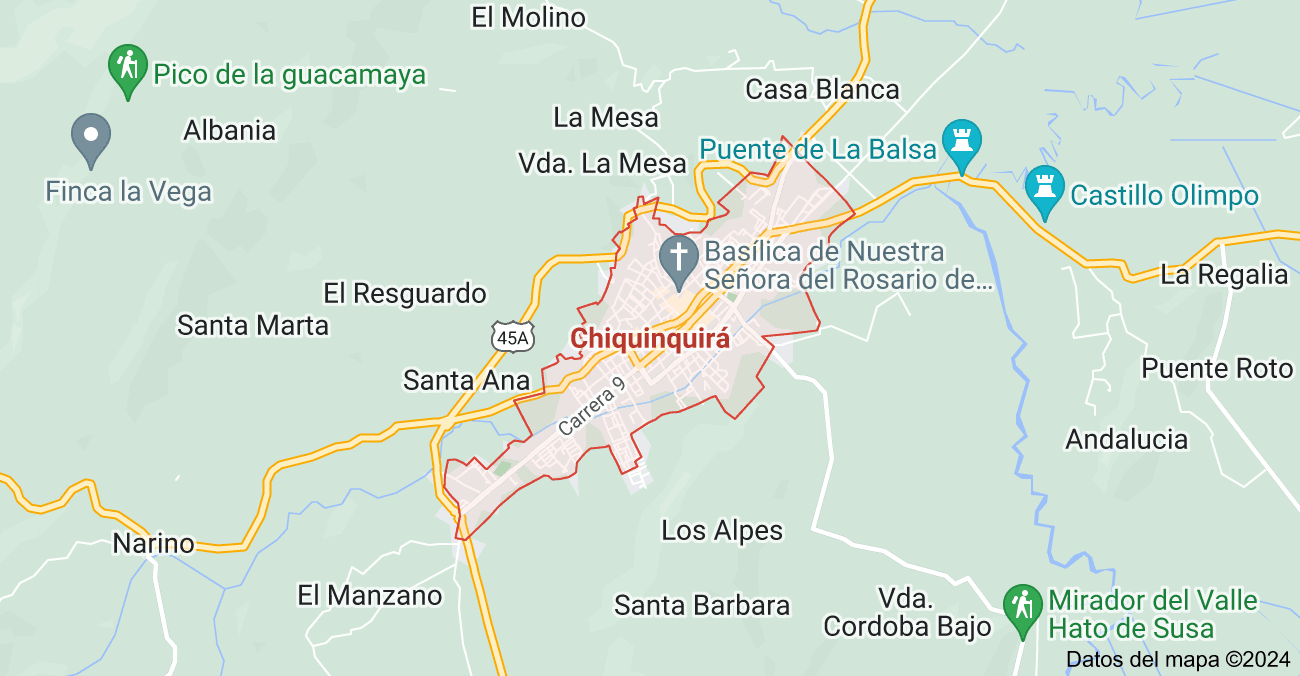 El Molino
Pico de la guacamaya
Casa Blanca
La Mesa
Albania
Puente de La Balsa
Vda. La Mesa
Finca la Vega
Castillo Olimpo
Basílica de Nuestra
Señora del Rosario de...
La Regalia
El Resguardo
Santa Marta
45A
Chiquinquirá
Puente Roto
Santa Ana
Carrera 9
Andalucia
Los Alpes
Narino
El Manzano
Santa Barbara
Vda.
Cordoba Bajo
Mirador del Valle
Hato de Susa
Datos del mapa ©2024